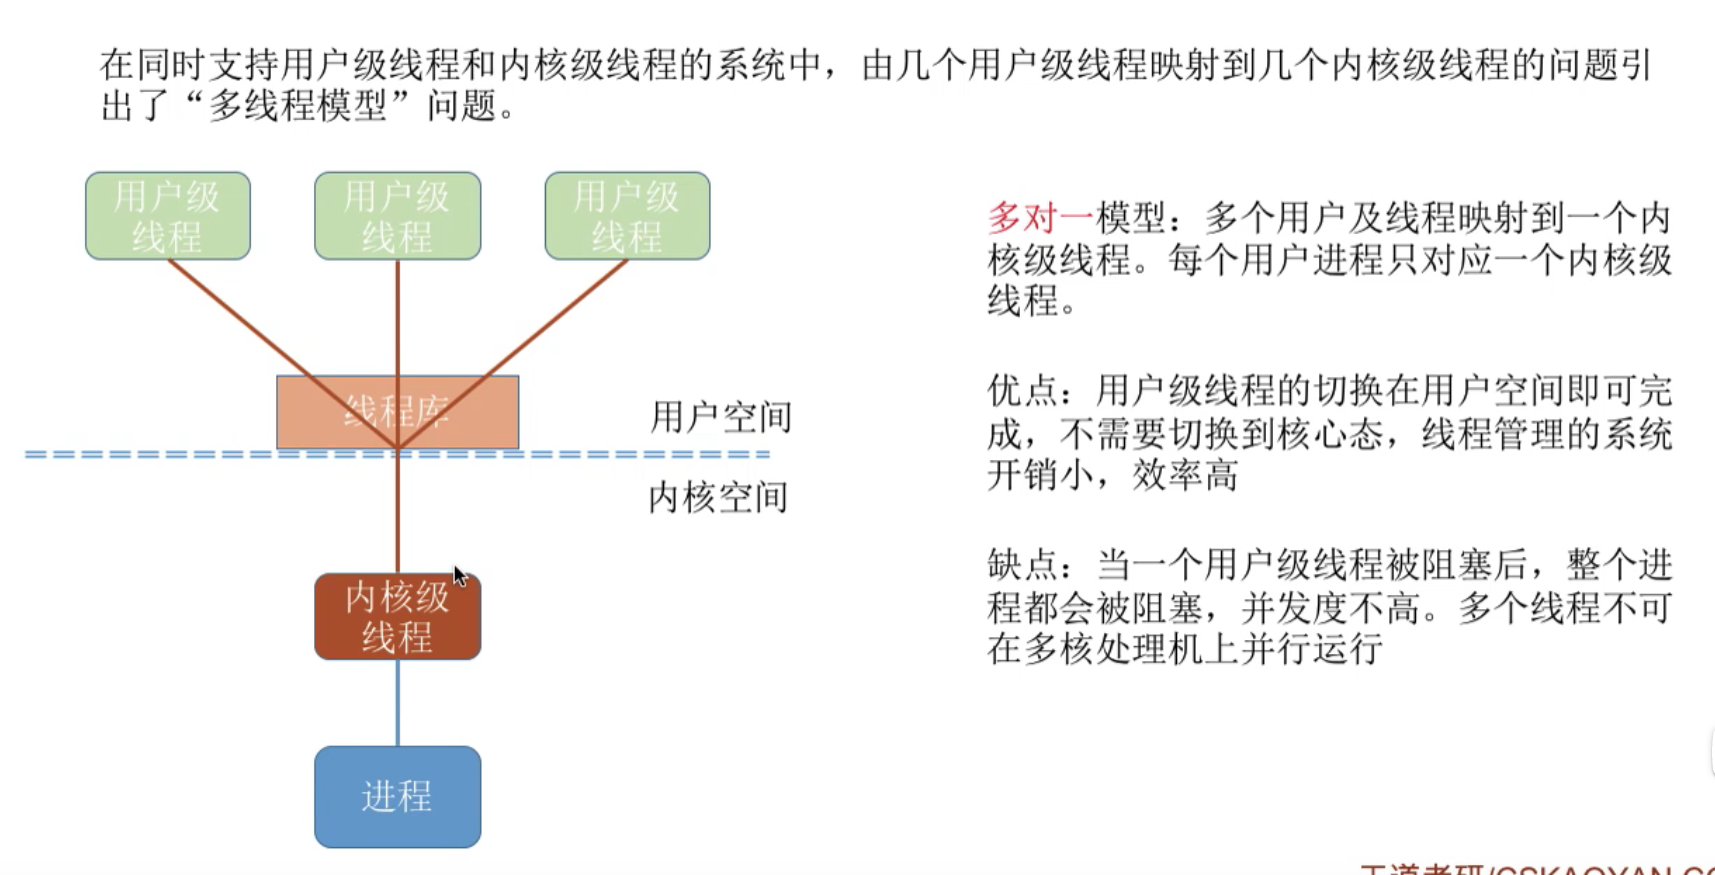 在同时支持用户级线程和内核级线程的系统中，由几个用户级线程映射到几个内核级线程的问题引
出了“多线程模型”问题。
用户级
线程
用户级
线程
用户级
线程
线程库
用户空间
内核空间
内核级
线程
进程
多对一模型：多个用户及线程映射到一个内
核级线程。每个用户进程只对应一个内核级
线程。
优点：用户级线程的切换在用户空间即可完
成，不需要切换到核心态，线程管理的系统
开销小，效率高
缺点：当一个用户级线程被阻塞后，整个进
程都会被阻塞，并发度不高。多个线程不可
在多核处理机上并行运行
王道考研/CSKAOYAN.CO